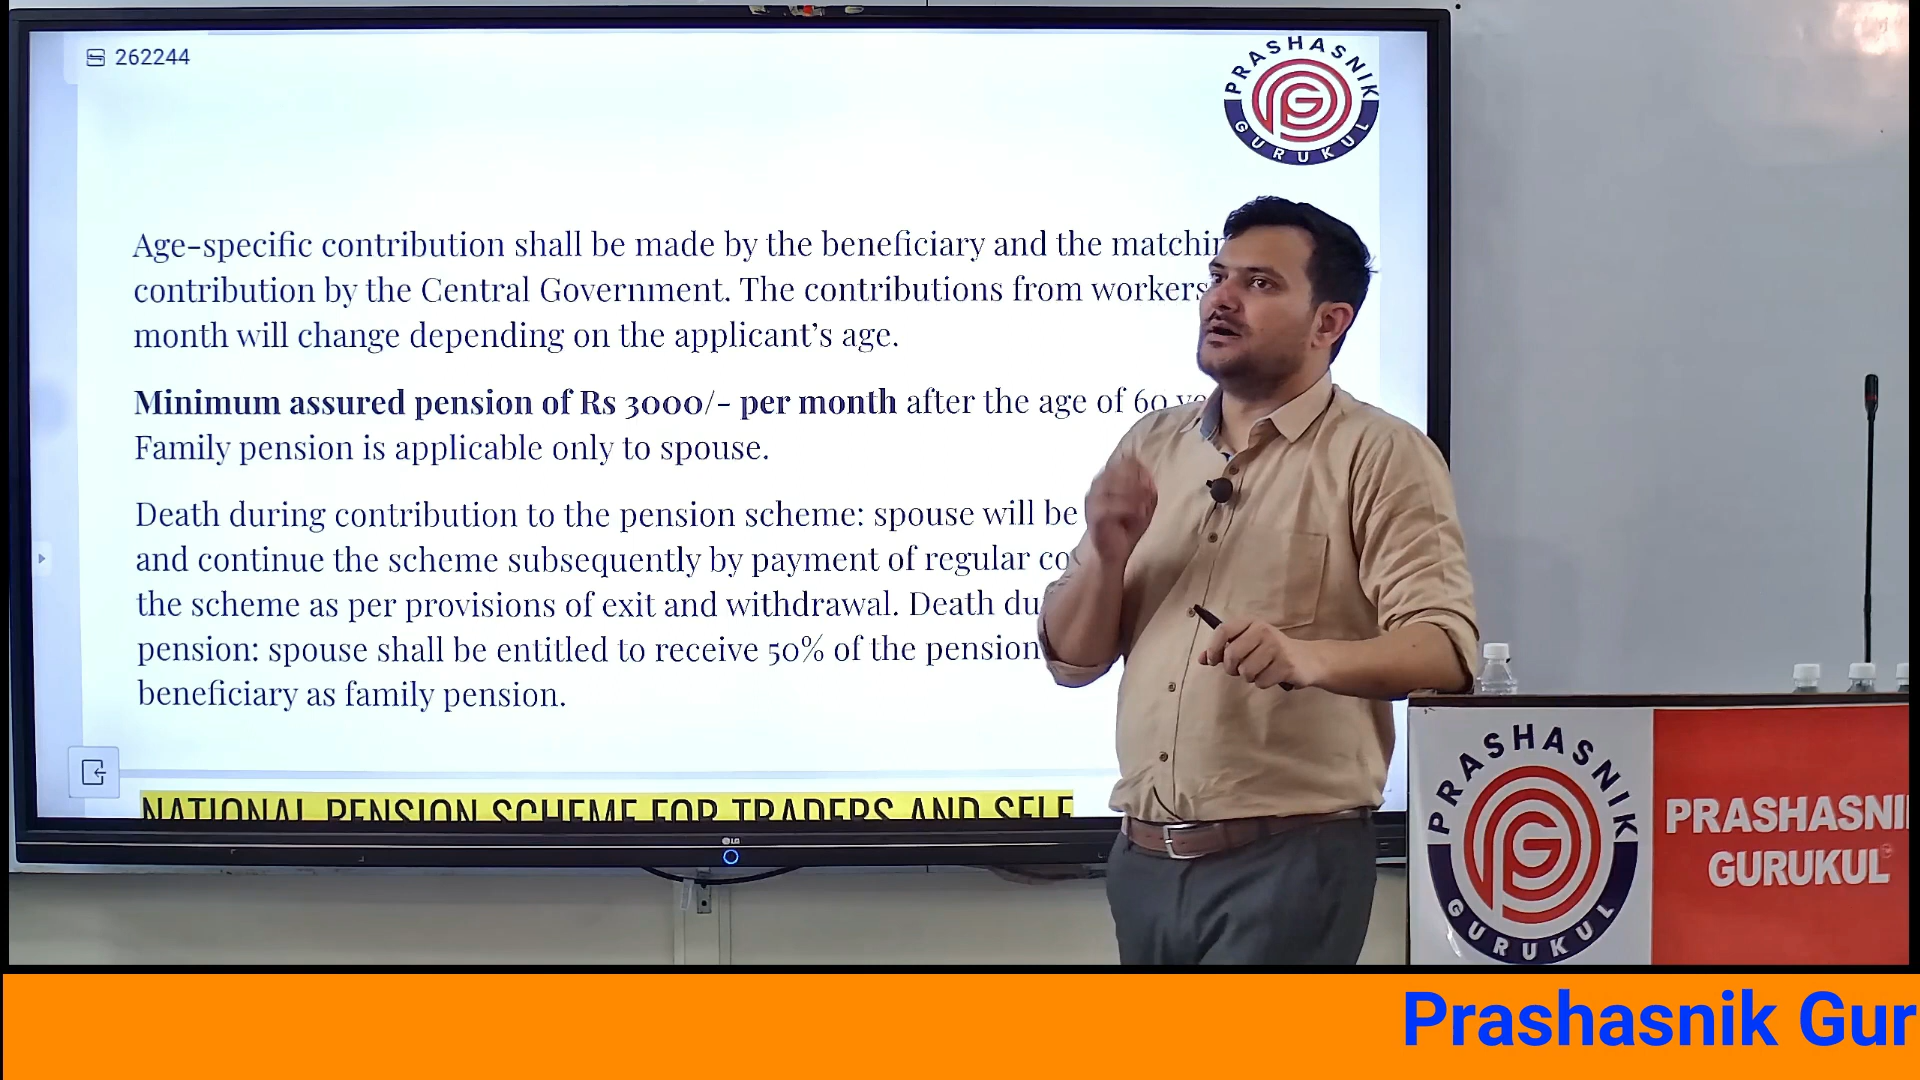 262244
PRASHASNIK
GURUKUL
Age-specific contribution shall be made by the beneficiary and the
contribution by the Central Government. The contributions from workers
month will change depending on the applicant's age.
Minimum assured pension of Rs 3000/- per month after the age of 60
Family pension is applicable only to spouse.
Death during contribution to the pension scheme: spouse will be
and continue the scheme subsequently by payment of regular
the scheme as per provisions of exit and withdrawal. Death
pension: spouse shall be entitled to receive 50% of the pension
beneficiary as family pension.
NATIONAL PENSION SCHEME FOR TRADERS AND SELF
LG
PRASHASNIK
GURUKUL
PRASHASNI
GURUKUL
Prashasnik Gur